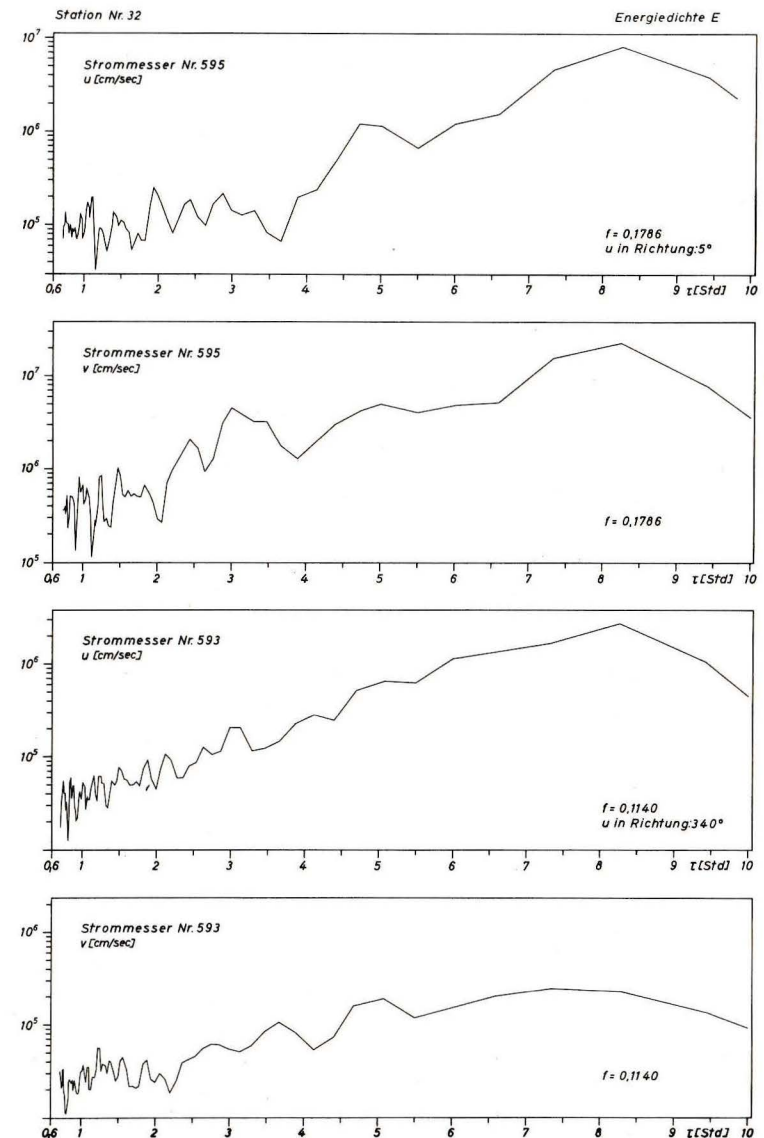 Station Nr. 32
Energiedichte E
10⁷
Strommesser Nr. 595
u [cm/sec]
10⁶
10⁵
f = 0,1786
u in Richtung: 5°
0,6 1 2 3 4 5 6 7 8 9 τ[Std] 10
Strommesser Nr. 595
v [cm/sec]
10⁷
10⁶
f = 0,1786
10⁵
0,6 1 2 3 4 5 6 7 8 9 τ[Std] 10
Strommesser Nr. 593
u [cm/sec]
10⁶
10⁵
f = 0,1140
u in Richtung: 340°
0,6 1 2 3 4 5 6 7 8 9 τ[Std] 10
Strommesser Nr. 593
v [cm/sec]
10⁶
10⁵
f = 0,1140
0,6 1 2 3 4 5 6 7 8 9 τ[Std] 10